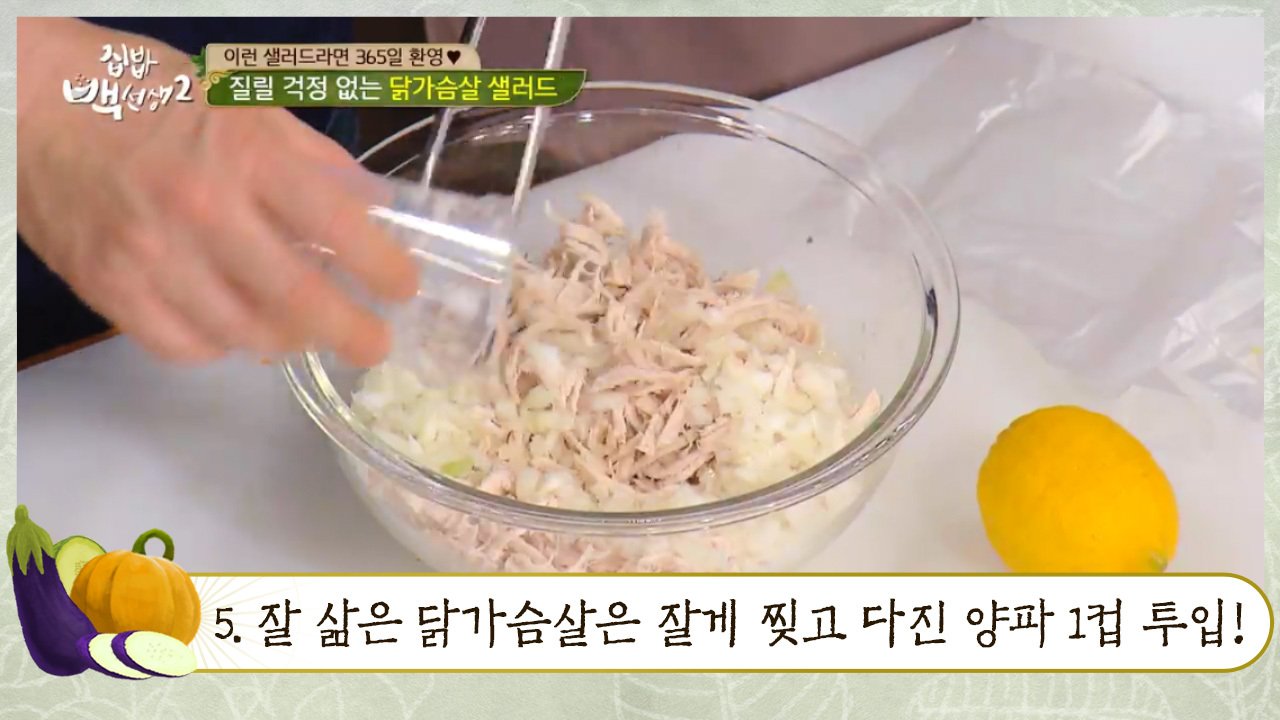 집밥
백선생2
이런 샐러드라면 365일 환영♥
질릴 걱정 없는 닭가슴살 샐러드
5. 잘 삶은 닭가슴살은 잘게 찢고 다진 양파 1컵 투입!